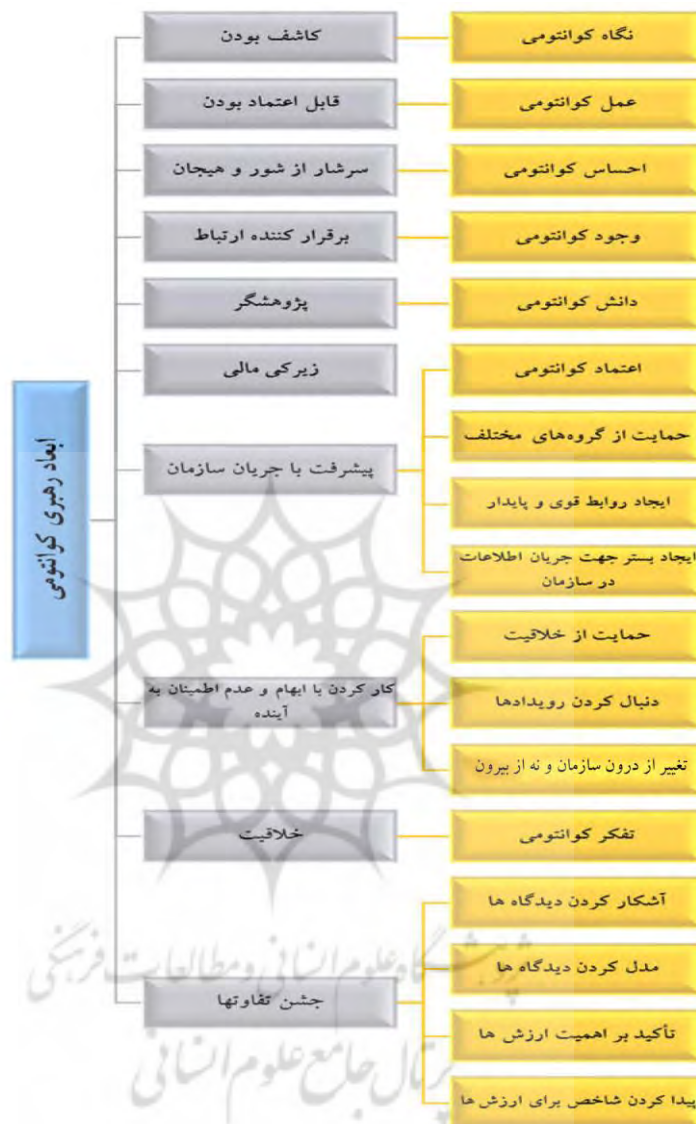 ابعاد رهبری کوانتومی
کاشف بودن
نگاه کوانتومی
قابل اعتماد بودن
عمل کوانتومی
سرشار از شور و هیجان
احساس کوانتومی
برقرار کننده ارتباط
وجود کوانتومی
پژوهشگر
دانش کوانتومی
زیرکی مالی
پیشرفت با جریان سازمان
اعتماد کوانتومی
حمایت از گروه‌های مختلف
ایجاد روابط قوی و پایدار
ایجاد بستر جهت جریان اطلاعات
در سازمان
کار کردن با ابهام و عدم اطمینان به
آینده
حمایت از خلاقیت
دنبال کردن رویدادها
تغییر از درون سازمان و نه از بیرون
خلاقیت
تفکر کوانتومی
جشن تفاوتها
آشکار کردن دیدگاه ها
مدل کردن دیدگاه ها
تأکید بر اهمیت ارزش ها
پیدا کردن شاخص برای ارزش ها
پژوهشگاه علوم انسانی و مطالعات فرهنگی
پرتال جامع علوم انسانی